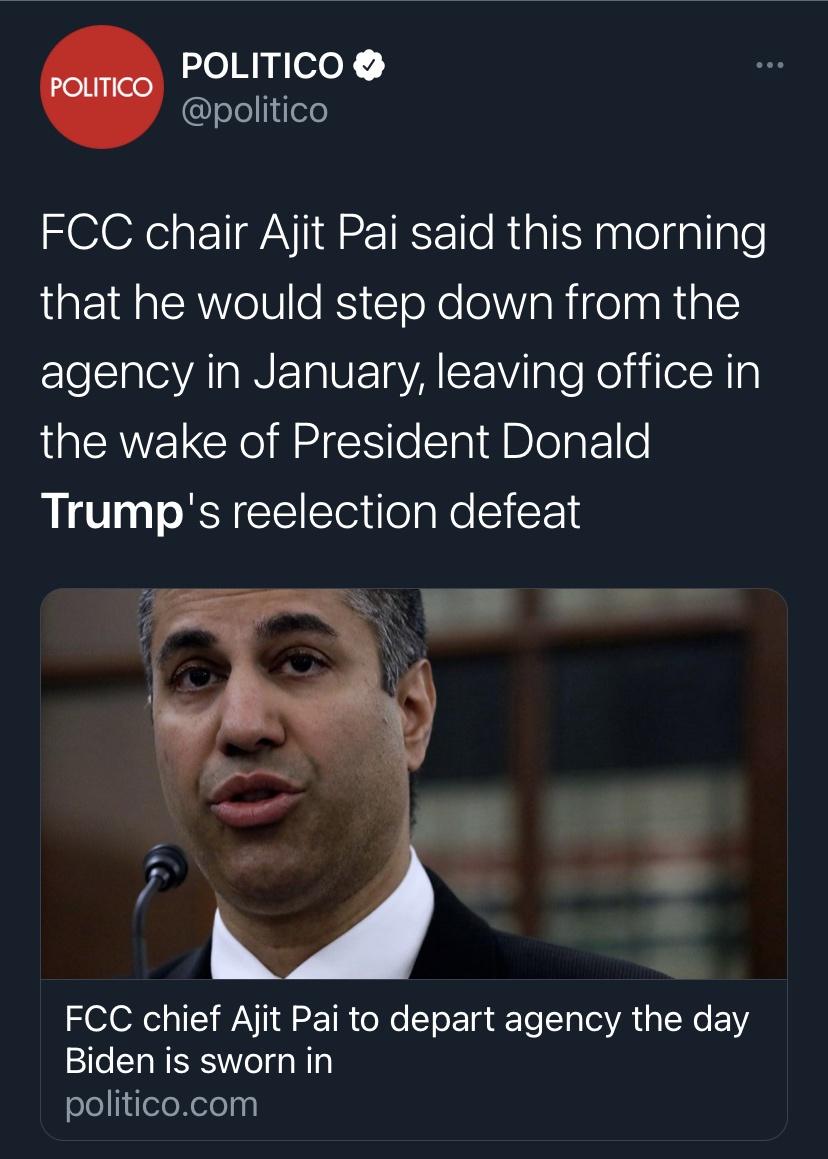 POLITICO
POLITICO
@politico
FCC chair Ajit Pai said this morning
that he would step down from the
agency in January, leaving office in
the wake of President Donald
Trump's reelection defeat
FCC chief Ajit Pai to depart agency the day
Biden is sworn in
politico.com